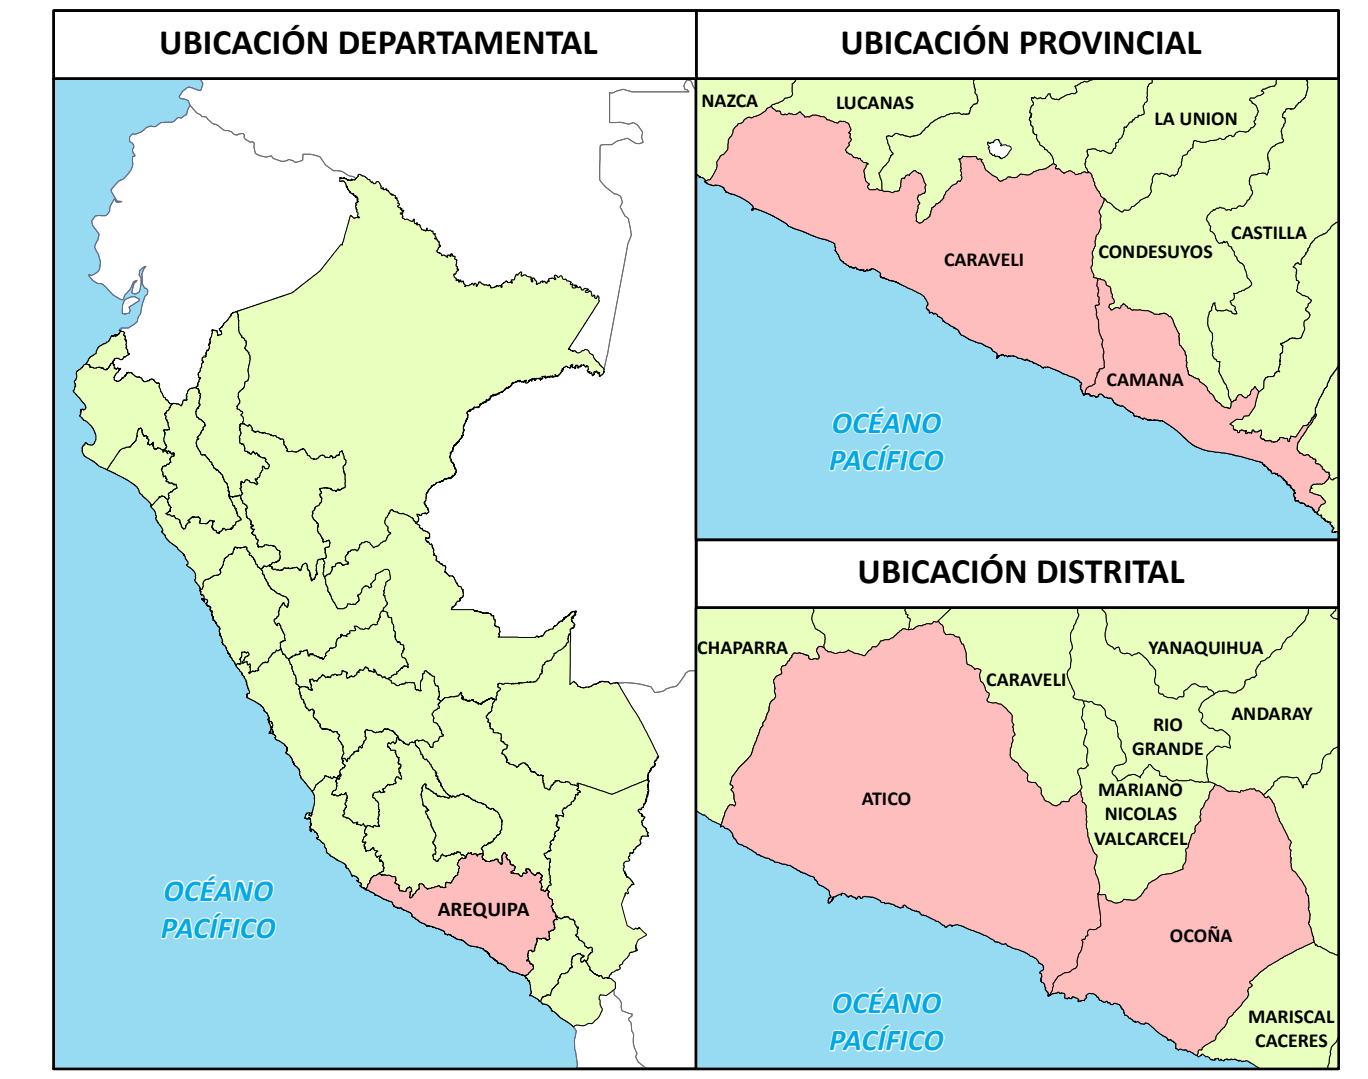 UBICACIÓN DEPARTAMENTAL
OCÉANO
PACÍFICO
AREQUIPA
UBICACIÓN PROVINCIAL
NAZCA
LUCANAS
LA UNION
CASTILLA
CONDESUYOS
CARAVELI
CAMANA
OCÉANO
PACÍFICO
UBICACIÓN DISTRITAL
CHAPARRA
YANAQUIHUA
CARAVELI
ANDARAY
RIO
GRANDE
MARIANO
NICOLAS
VALCARCEL
ATICO
OCOÑA
OCÉANO
PACÍFICO
MARISCAL
CACERES